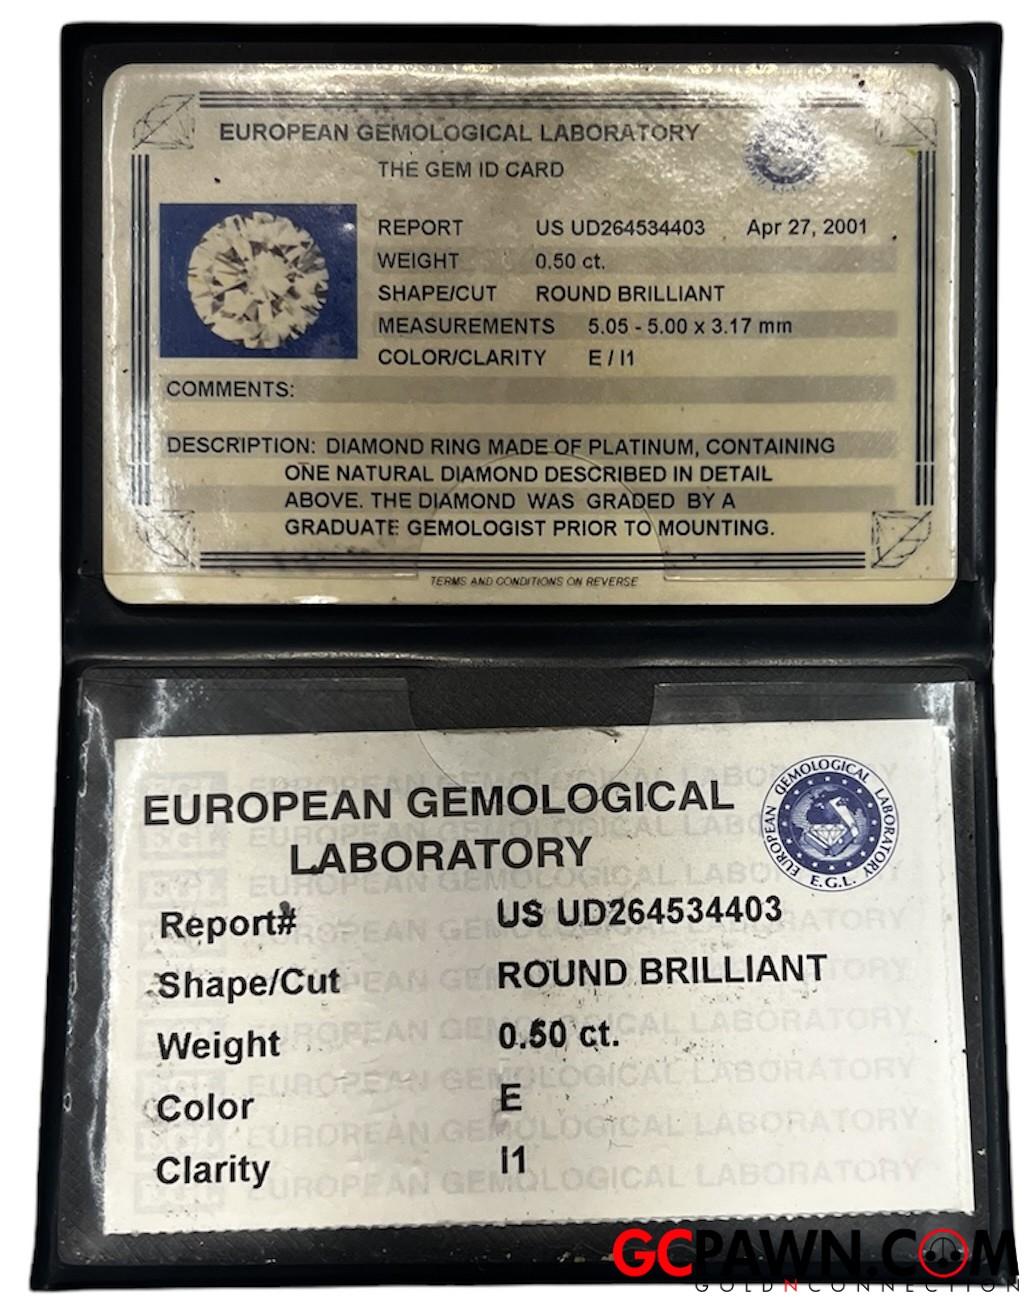 EUROPEAN GEMOLOGICAL LABORATORY
THE GEM ID CARD
REPORT US UD264534403 Apr 27, 2001
WEIGHT 0.50 ct.
SHAPE/CUT ROUND BRILLIANT
MEASUREMENTS 5.05 - 5.00 x 3.17 mm
COLOR/CLARITY E / I1
COMMENTS:
DESCRIPTION: DIAMOND RING MADE OF PLATINUM, CONTAINING
ONE NATURAL DIAMOND DESCRIBED IN DETAIL
ABOVE. THE DIAMOND WAS GRADED BY A
GRADUATE GEMOLOGIST PRIOR TO MOUNTING.
TERMS AND CONDITIONS ON REVERSE
EUROPEAN GEMOLOGICAL
LABORATORY
EUROPEAN GEMOLOGICAL LABORATORY
E.G.L.
Report# US UD264534403
Shape/Cut ROUND BRILLIANT
Weight 0.50 ct.
Color E
Clarity I1
GCPAWN.COM
GOLDNCONNECTION